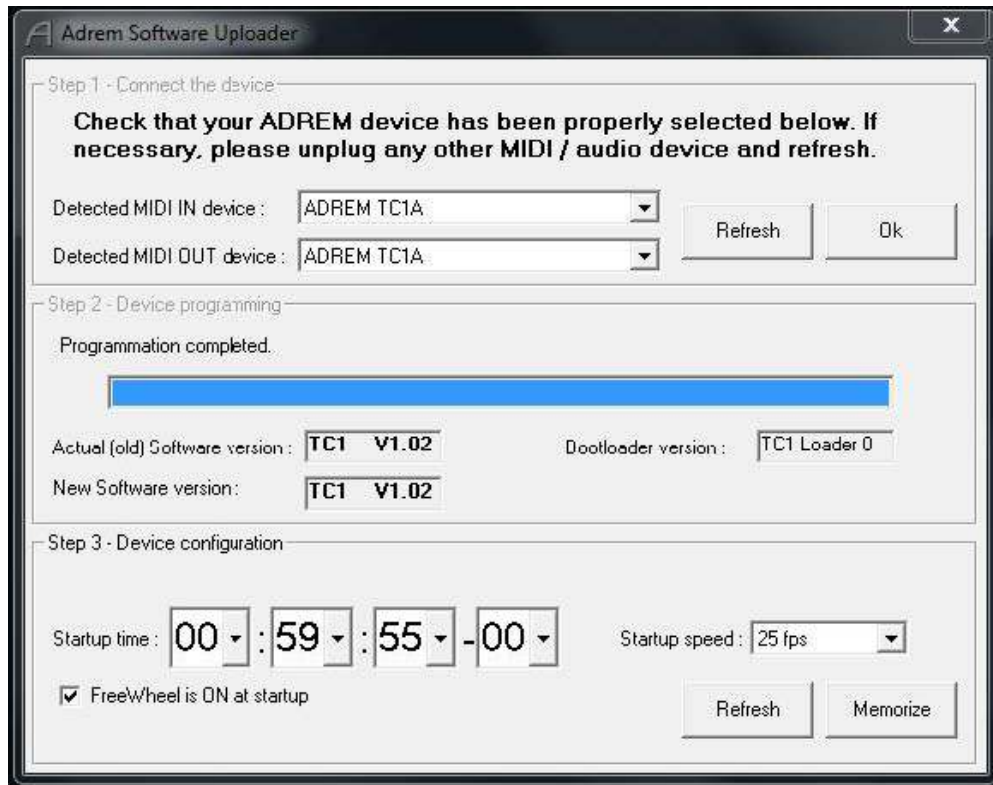 Adrem Software Uploader
Step 1 - Connect the device
Check that your ADREM device has been properly selected below. If
necessary, please unplug any other MIDI / audio device and refresh.
Detected MIDI IN device : ADREM TC1A
Refresh Ok
Detected MIDI OUT device : ADREM TC1A
Step 2 - Device programming
Programmation completed.
Actual (old) Software version : TC1 V1.02 Bootloader version : TC1 Loader 0
New Software version : TC1 V1.02
Step 3 - Device configuration
Startup time : 00 : 59 : 55 - 00 Startup speed : 25 fps
FreeWheel is ON at startup
Refresh Memorize